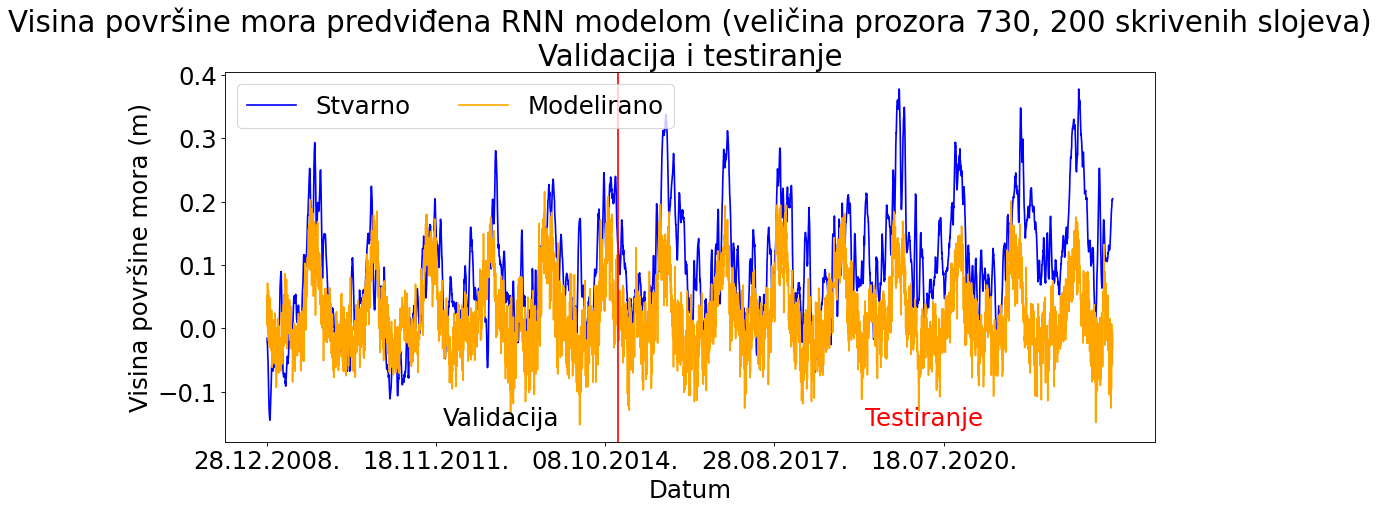 Visina površine mora predviđena RNN modelom (veličina prozora 730, 200 skrivenih slojeva)
Validacija i testiranje
Stvarno Modelirano
Visina površine mora (m)
0.4
0.3
0.2
0.1
0.0
−0.1
Validacija Testiranje
28.12.2008. 18.11.2011. 08.10.2014. 28.08.2017. 18.07.2020.
Datum